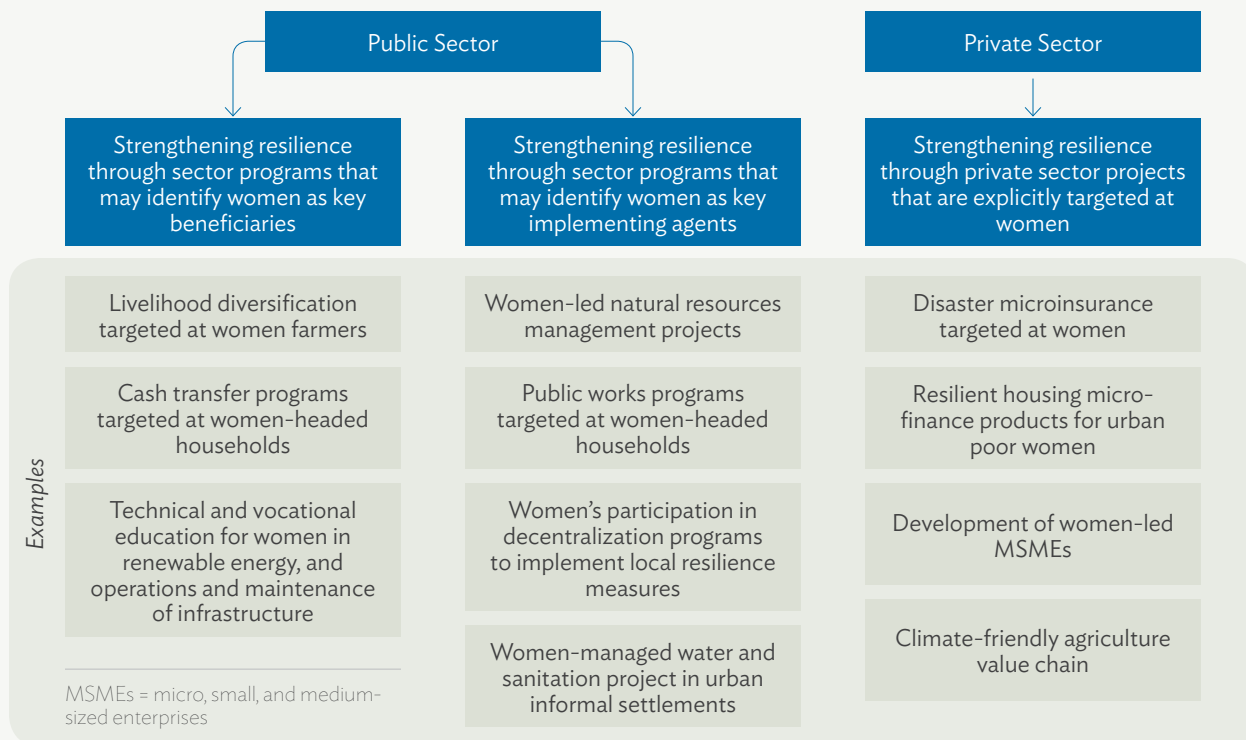 Public Sector
Private Sector
Strengthening resilience
through sector programs that
may identify women as key
beneficiaries
Strengthening resilience
through sector programs that
may identify women as key
implementing agents
Strengthening resilience
through private sector projects
that are explicitly targeted at
women
Examples
Livelihood diversification
targeted at women farmers
Cash transfer programs
targeted at women-headed
households
Technical and vocational
education for women in
renewable energy, and
operations and maintenance
of infrastructure
MSMEs = micro, small, and medium-
sized enterprises
Women-led natural resources
management projects
Public works programs
targeted at women-headed
households
Women’s participation in
decentralization programs
to implement local resilience
measures
Women-managed water and
sanitation project in urban
informal settlements
Disaster microinsurance
targeted at women
Resilient housing micro-
finance products for urban
poor women
Development of women-led
MSMEs
Climate-friendly agriculture
value chain